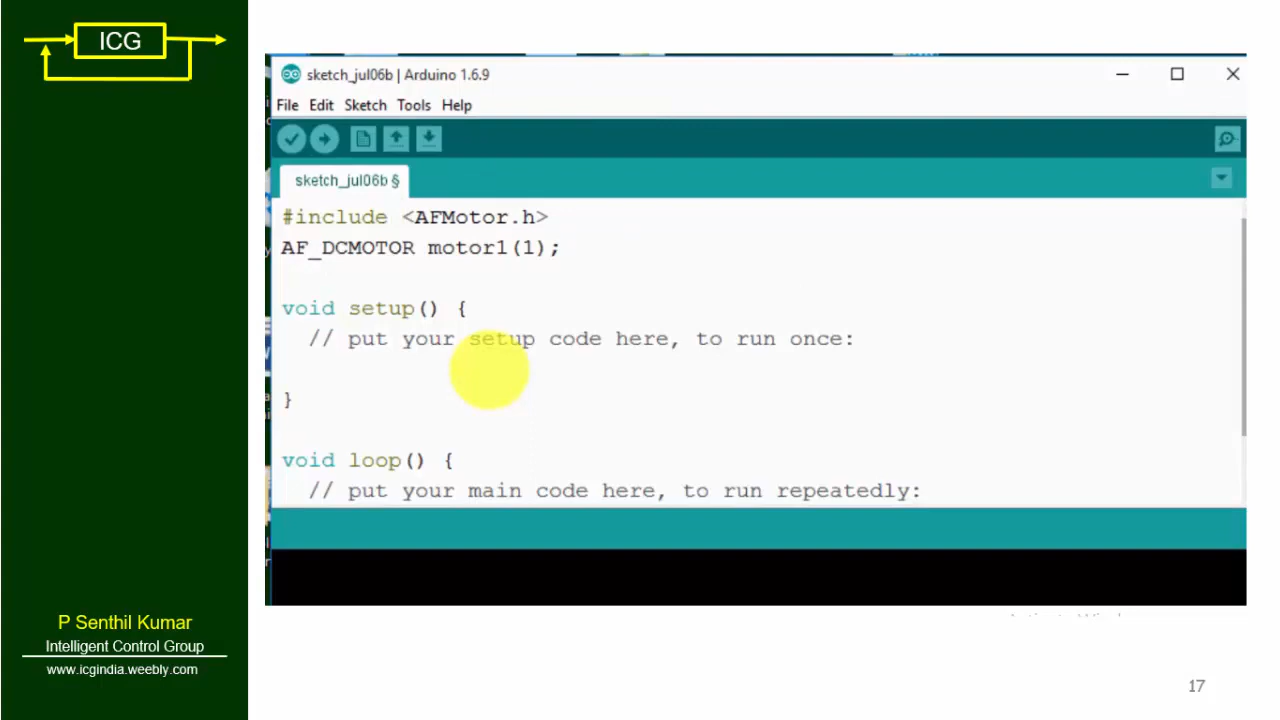 ICG
sketch_jul06b | Arduino 1.6.9
File Edit Sketch Tools Help
sketch_jul06b §
#include <AFMotor.h>
AF_DCMOTOR motor1(1);
void setup() {
// put your setup code here, to run once:
}
void loop() {
// put your main code here, to run repeatedly:
P Senthil Kumar
Intelligent Control Group
www.icgindia.weebly.com
17